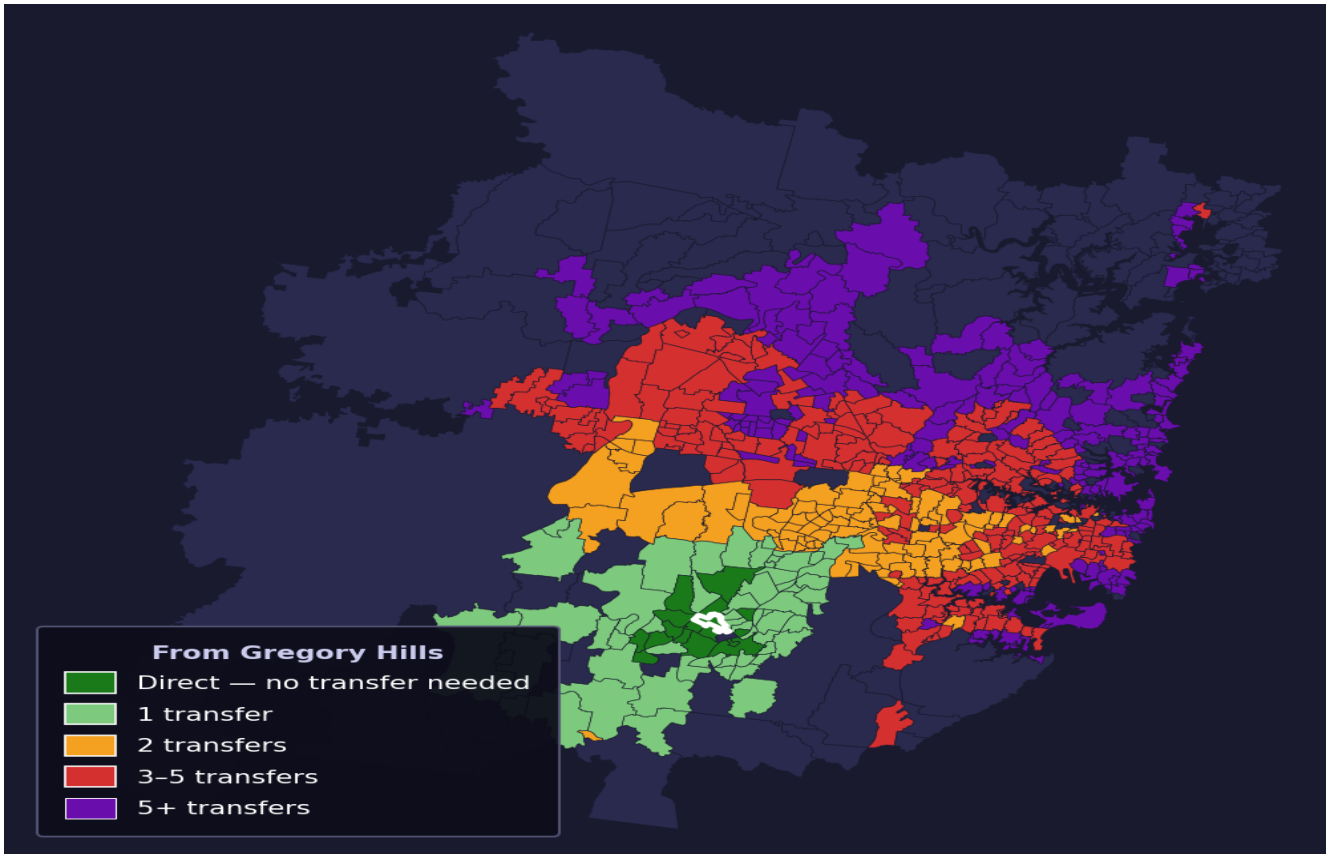 From Gregory Hills
Direct — no transfer needed
1 transfer
2 transfers
3–5 transfers
5+ transfers